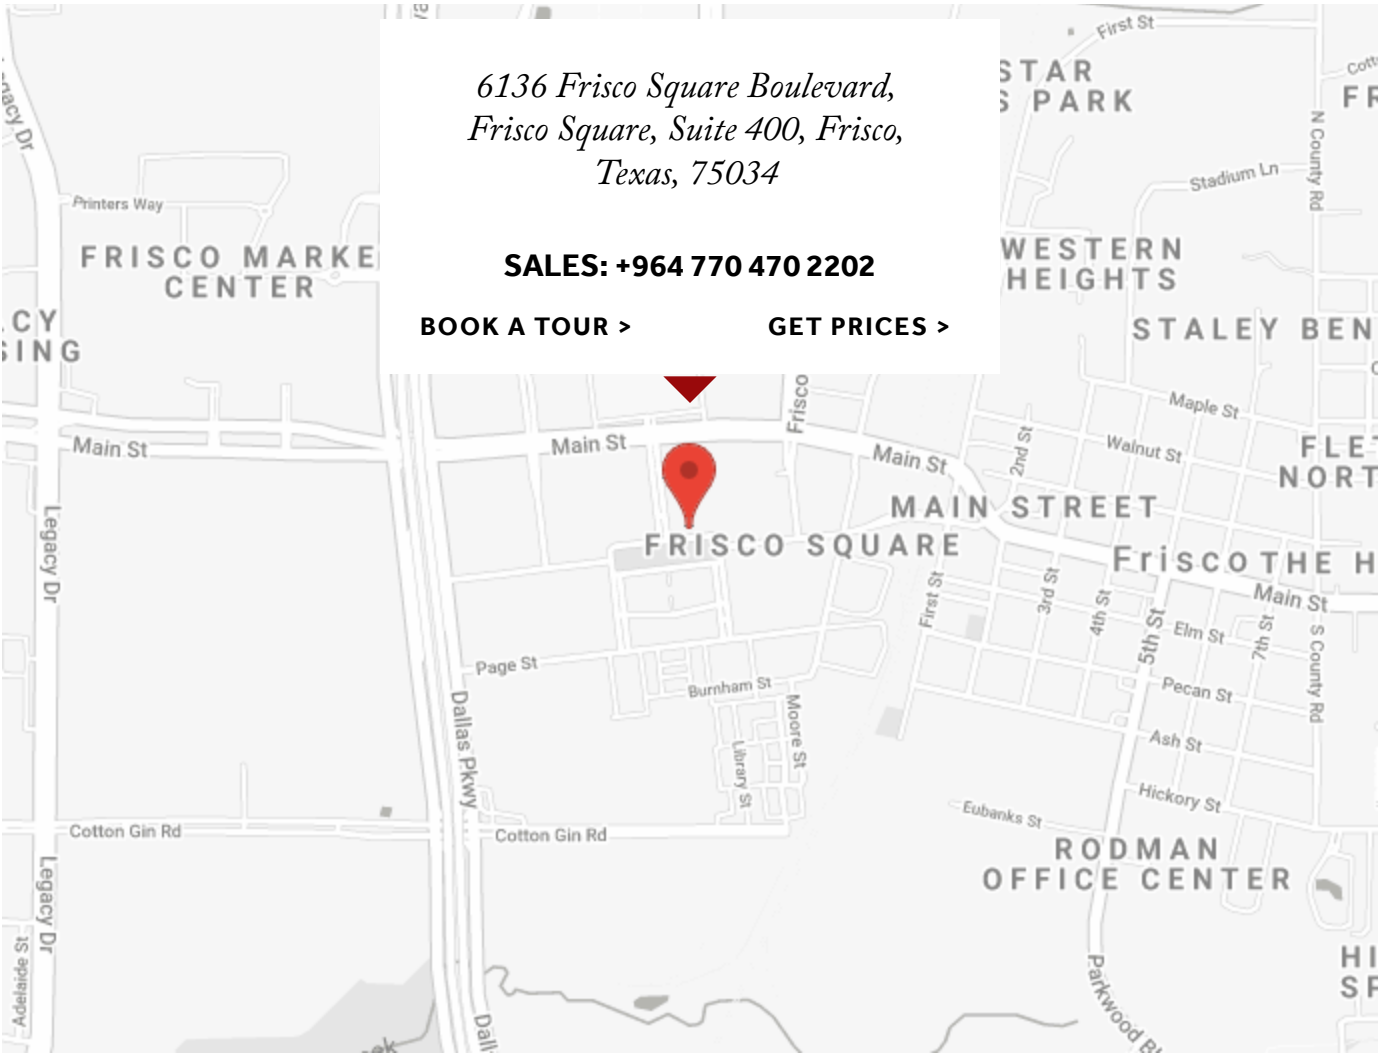 6136 Frisco Square Boulevard,
Frisco Square, Suite 400, Frisco,
Texas, 75034
SALES: +964 770 470 2202
BOOK A TOUR >
GET PRICES >
First St
STAR
PARK
N County Rd
Stadium Ln
Printers Way
FRISCO MARKE
CENTER
WESTERN
HEIGHTS
STALEY BEN
Maple St
Walnut St
2nd St
Frisco
Main St
Main St
Main St
MAIN STREET
FRISCO SQUARE
Frisco
THE H
Main St
Legacy Dr
First St
3rd St
4th St
5th St
Elm St
7th St
S County Rd
Page St
Burnham St
Pecan St
Dallas Pkwy
Moore St
Library St
Ash St
Hickory St
Eubanks St
Cotton Gin Rd
Cotton Gin Rd
RODMAN
OFFICE CENTER
Legacy Dr
Adelaide St
Parkwood Bl